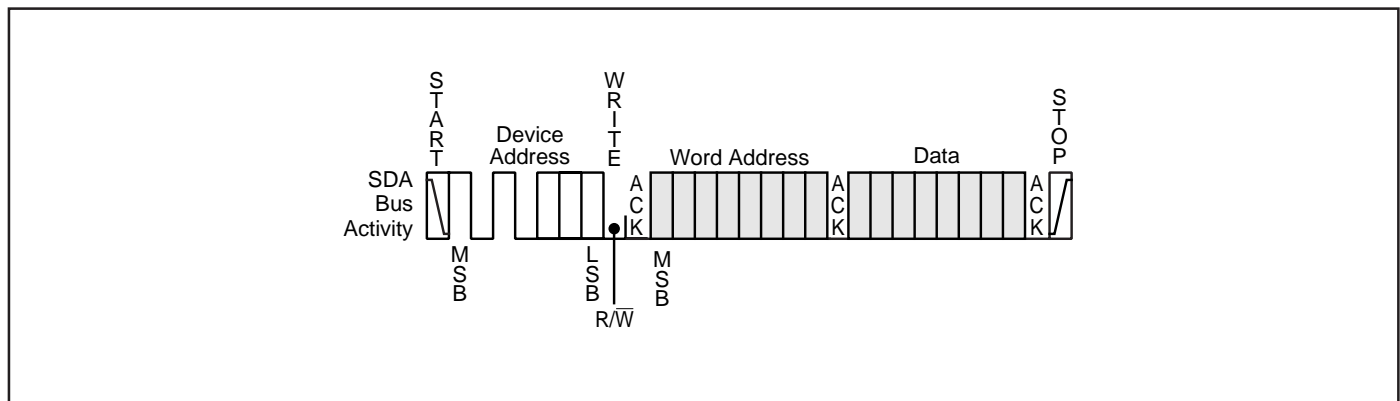 START
WRITE
STOP
Device
Address
Word Address
Data
SDA
Bus
Activity
ACK
ACK
ACK
MSB
LSB
MSB
R/W̅